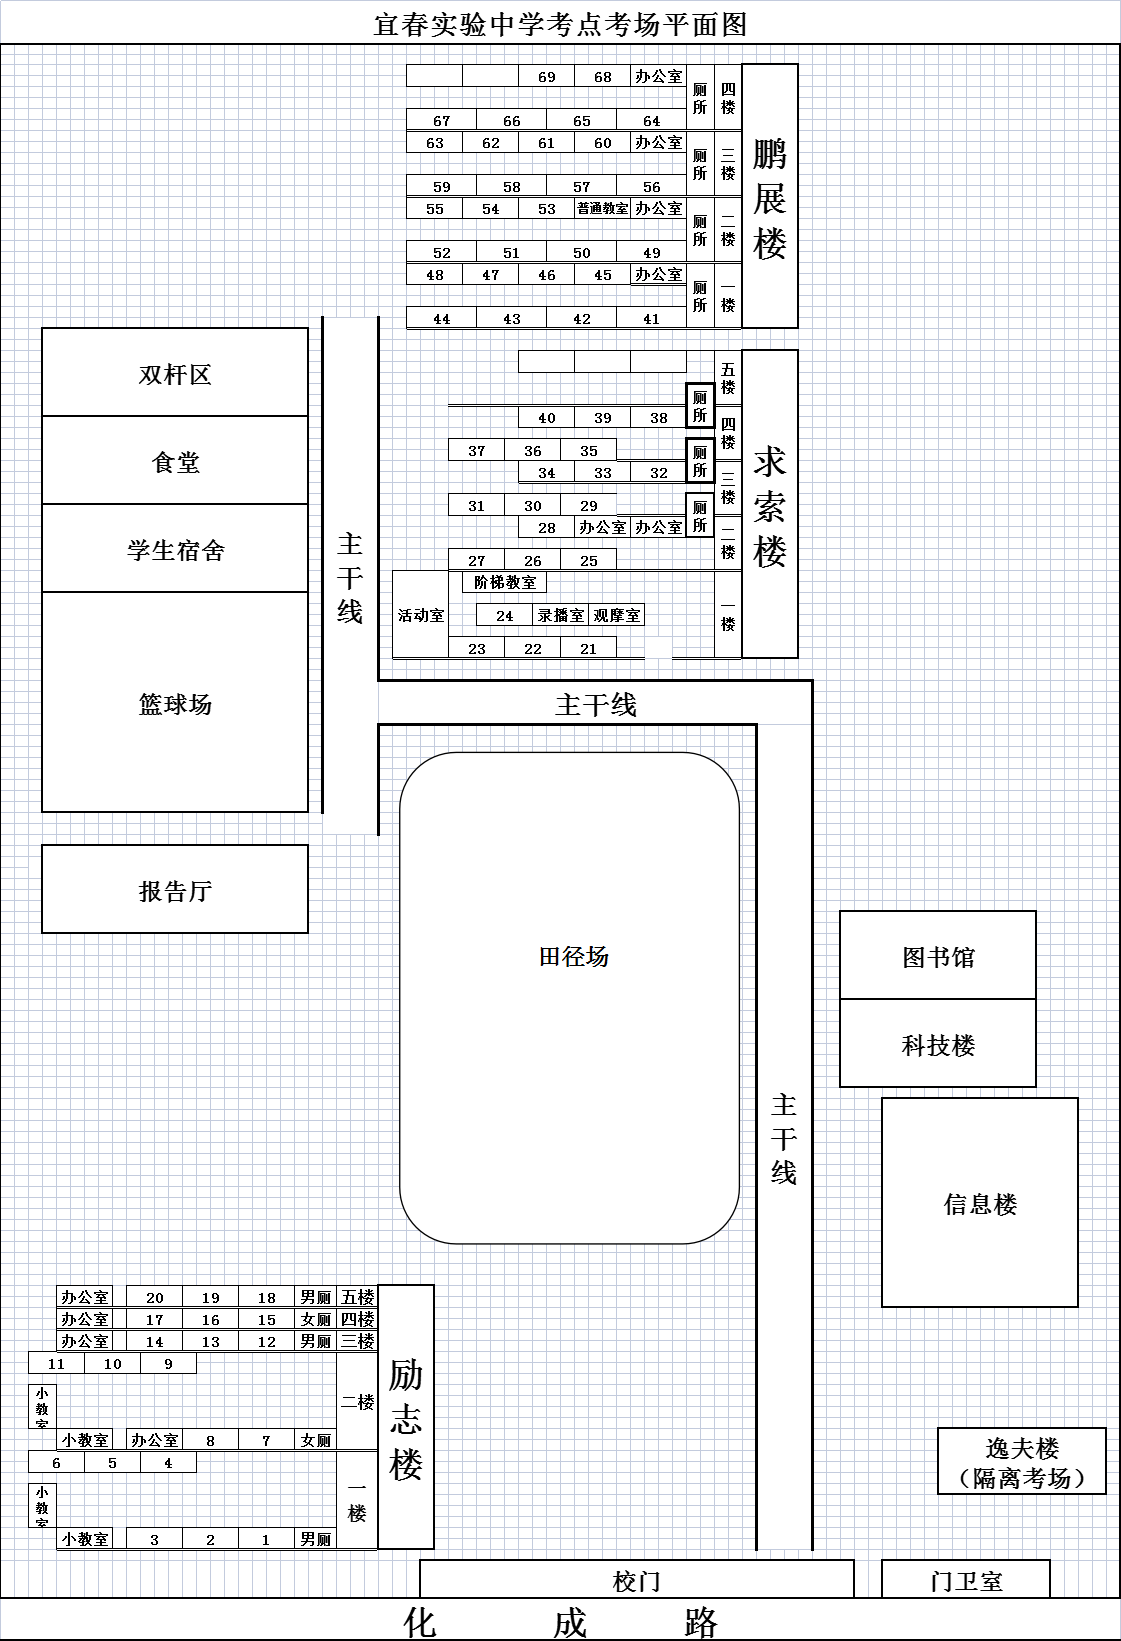 宜春实验中学考点考场平面图
69 68 办公室 厕所 四楼
67 66 65 64
63 62 61 60 办公室 厕所 三楼
59 58 57 56
55 54 53 普通教室 办公室 厕所 二楼
52 51 50 49
48 47 46 45 办公室 厕所 一楼
44 43 42 41
鹏展楼
双杆区
食堂
学生宿舍
篮球场
报告厅
主干线
五楼
厕所
40 39 38 四楼
37 36 35 厕所
34 33 32 三楼
31 30 29 厕所
28 办公室 办公室 二楼
27 26 25
阶梯教室
活动室 24 录播室 观摩室 一楼
23 22 21
求索楼
主干线
田径场
主干线
图书馆
科技楼
信息楼
办公室 20 19 18 男厕 五楼
办公室 17 16 15 女厕 四楼
办公室 14 13 12 男厕 三楼
11 10 9
小教室
二楼
小教室 办公室 8 7 女厕
6 5 4
小教室
一楼
小教室 3 2 1 男厕
励志楼
逸夫楼
（隔离考场）
校门
门卫室
化成路